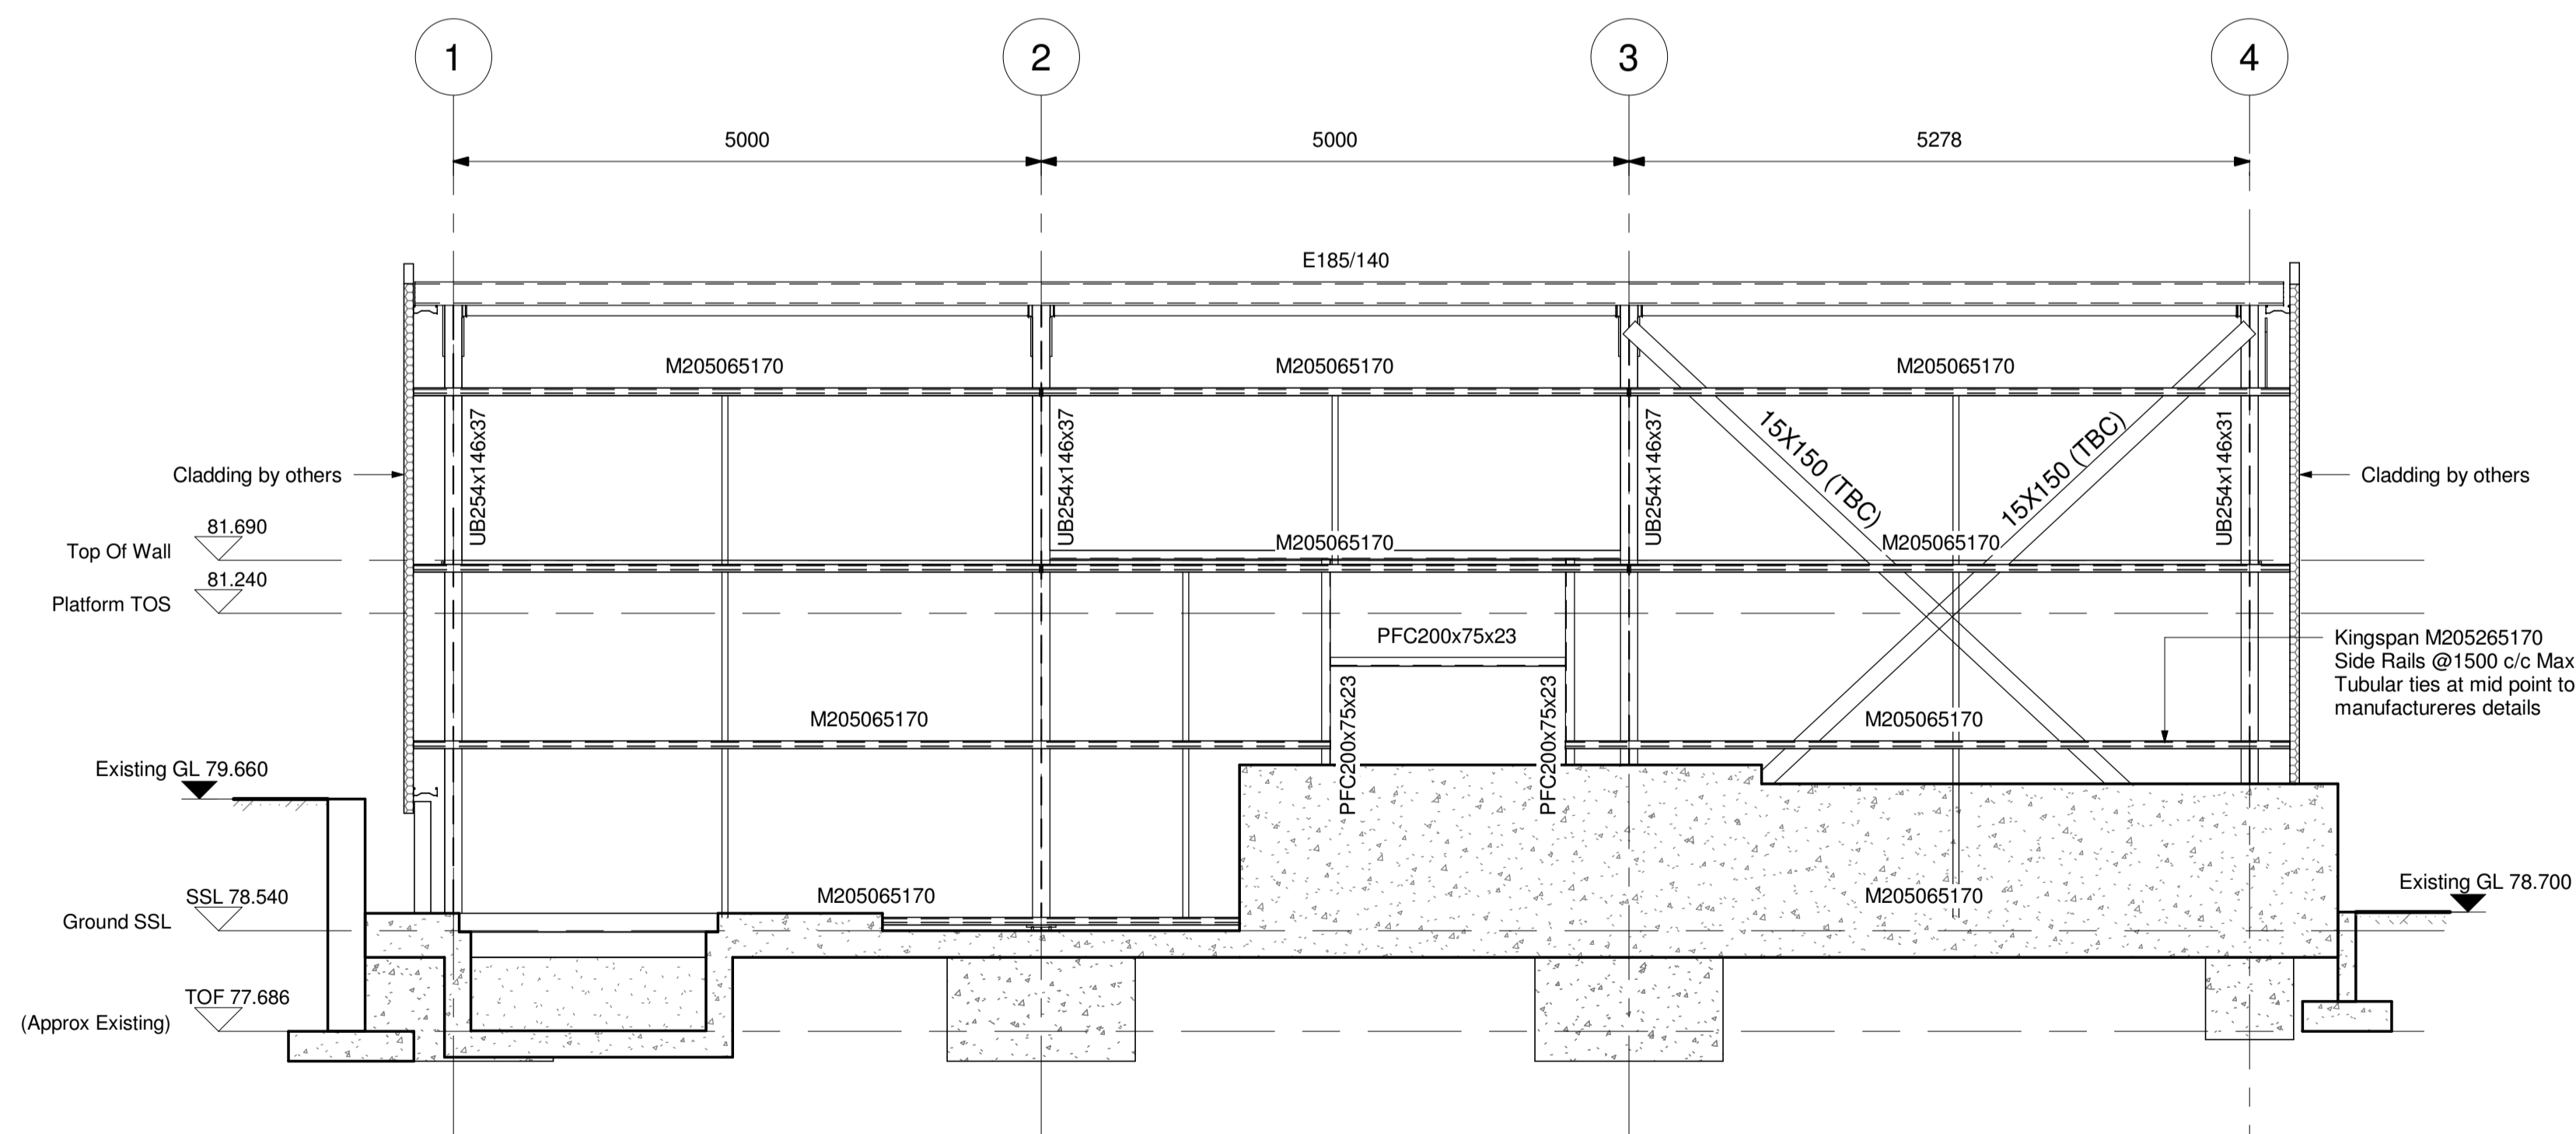 1
2
3
4
5000
5000
5278
E185/140
M205065170
M205065170
M205065170
UB254x146x37
UB254x146x37
UB254x146x37
15X150 (TBC)
15X150 (TBC)
UB254x146x31
Cladding by others
Cladding by others
81.690
Top Of Wall
M205065170
M205065170
81.240
Platform TOS
PFC200x75x23
Kingspan M205265170
Side Rails @1500 c/c Max
Tubular ties at mid point to
manufactureres details
PFC200x75x23
PFC200x75x23
M205065170
M205065170
Existing GL 79.660
SSL 78.540
Ground SSL
M205065170
M205065170
Existing GL 78.700
TOF 77.686
(Approx Existing)